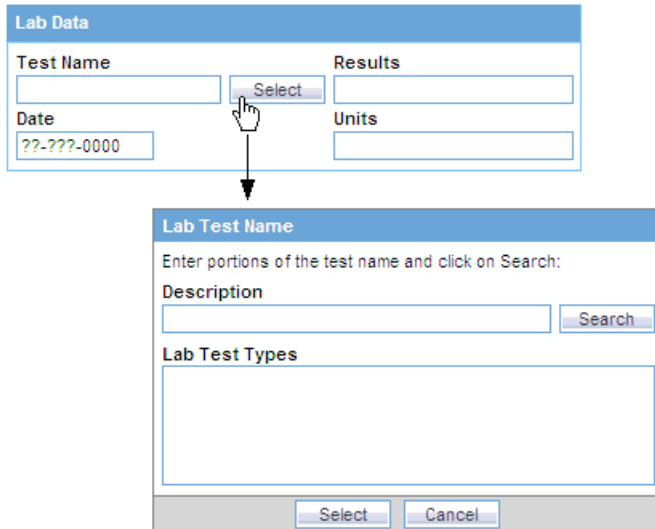 Lab Data
Test Name Results
Select
Date Units
??-???-0000
Lab Test Name
Enter portions of the test name and click on Search:
Description
Search
Lab Test Types
Select Cancel